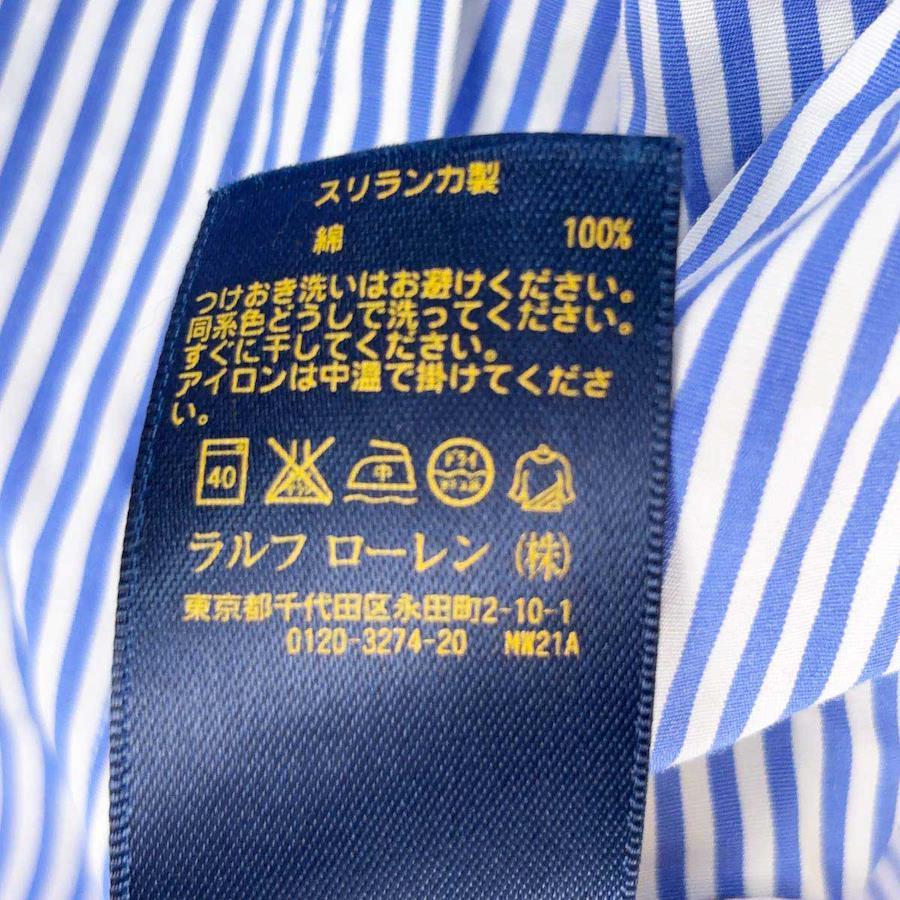 スリランカ製
綿 100%
つけおき洗いはお避けください。
同系色どうしで洗ってください。
すぐに干してください。
アイロンは中温で掛けてくださ
い。
40 中 ドライ
ラルフ ローレン (株)
東京都千代田区永田町2-10-1
0120-3274-20 MW21A